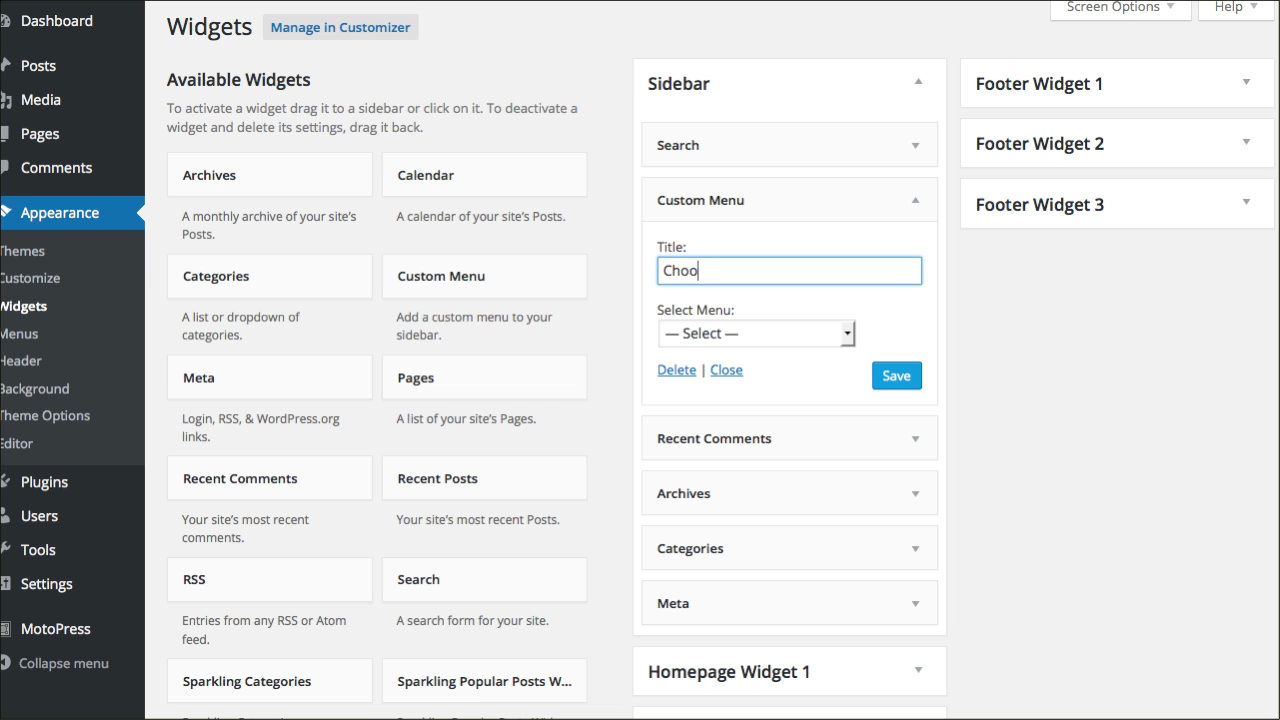 Dashboard
Posts
Media
Pages
Comments
Appearance
Themes
Customize
Widgets
Menus
Header
Background
Theme Options
Editor
Plugins
Users
Tools
Settings
MotoPress
Collapse menu
Screen Options
Help
Widgets
Manage in Customizer
Available Widgets
To activate a widget drag it to a sidebar or click on it. To deactivate a
widget and delete its settings, drag it back.
Archives
Calendar
A monthly archive of your site's
Posts.
A calendar of your site's Posts.
Categories
Custom Menu
A list or dropdown of
categories.
Add a custom menu to your
sidebar.
Meta
Pages
Login, RSS, & WordPress.org
links.
A list of your site's Pages.
Recent Comments
Recent Posts
Your site's most recent
comments.
Your site's most recent Posts.
RSS
Search
Entries from any RSS or Atom
feed.
A search form for your site.
Sparkling Categories
Sparkling Popular Posts W...
Sidebar
Search
Custom Menu
Title:
Choo
Select Menu:
— Select —
Delete | Close
Save
Recent Comments
Archives
Categories
Meta
Homepage Widget 1
Footer Widget 1
Footer Widget 2
Footer Widget 3